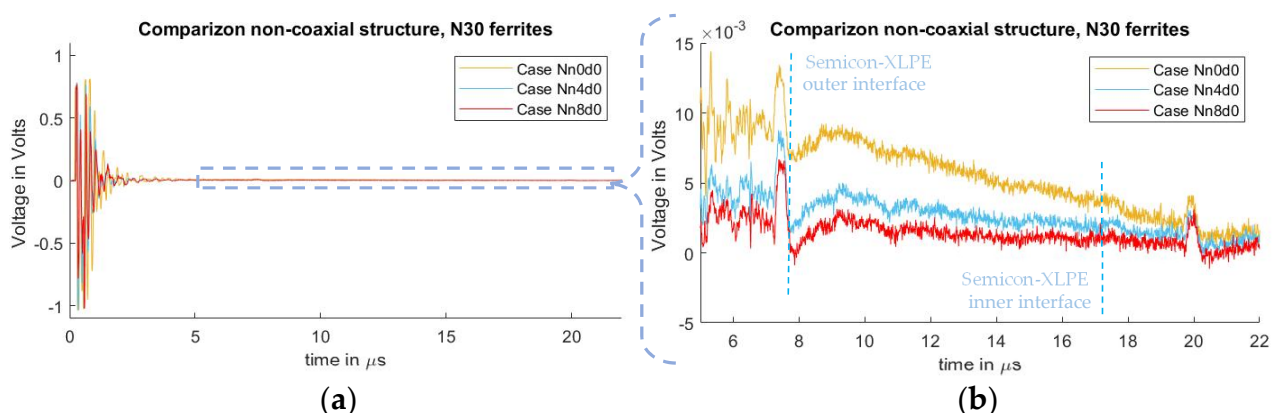 Comparizon non-coaxial structure, N30 ferrites
Voltage in Volts
1
0.5
0
-0.5
-1
0
5
10
15
20
time in μs
Case Nn0d0
Case Nn4d0
Case Nn8d0
(a)
Comparizon non-coaxial structure, N30 ferrites
×10⁻³
Voltage in Volts
15
10
5
0
-5
6
8
10
12
14
16
18
20
22
time in μs
Semicon-XLPE
outer interface
Case Nn0d0
Case Nn4d0
Case Nn8d0
Semicon-XLPE
inner interface
(b)